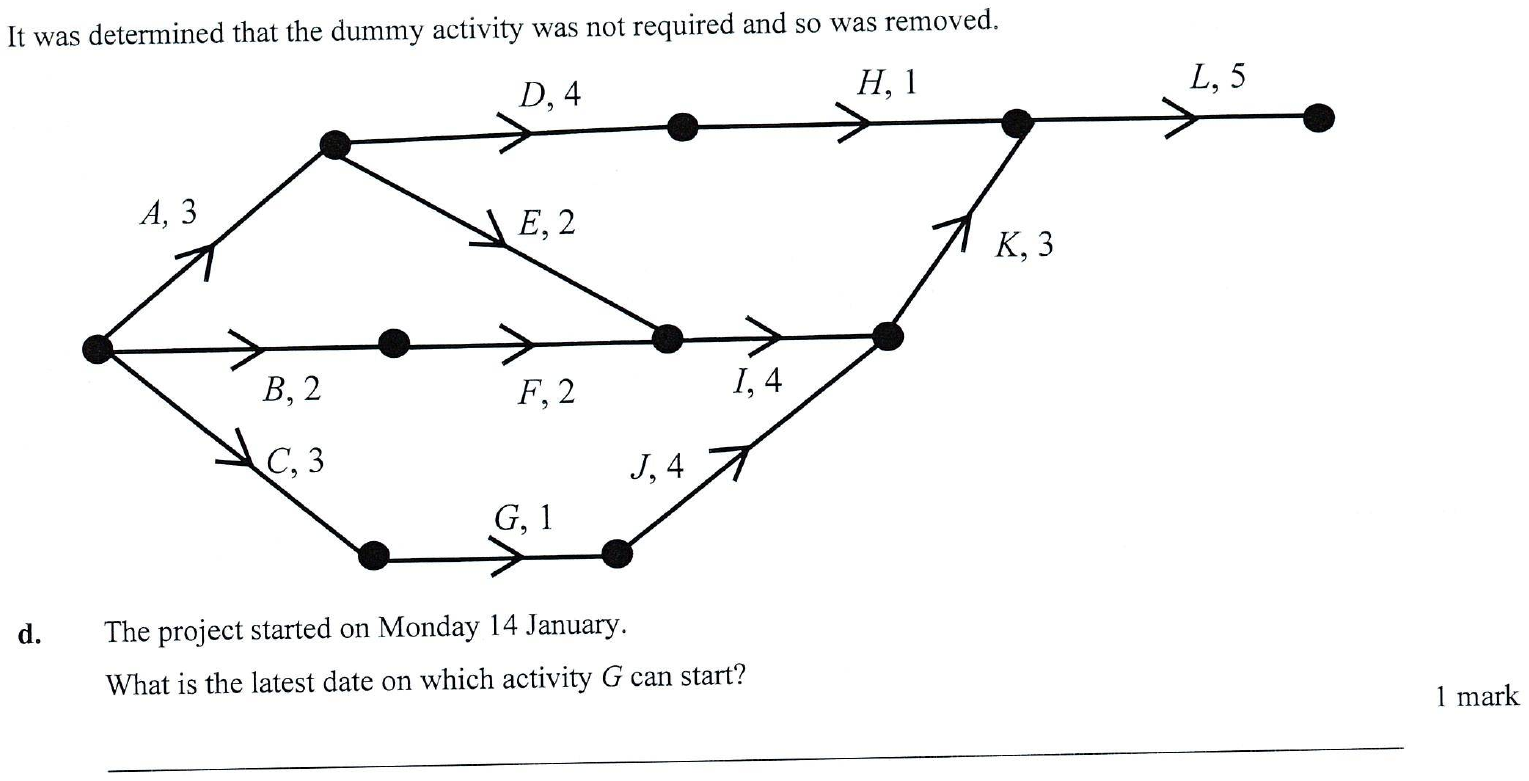 It was determined that the dummy activity was not required and so was removed.
D, 4
H, 1
L, 5
A, 3
E, 2
K, 3
B, 2
F, 2
I, 4
C, 3
J, 4
G, 1
d. The project started on Monday 14 January.
What is the latest date on which activity G can start?
1 mark